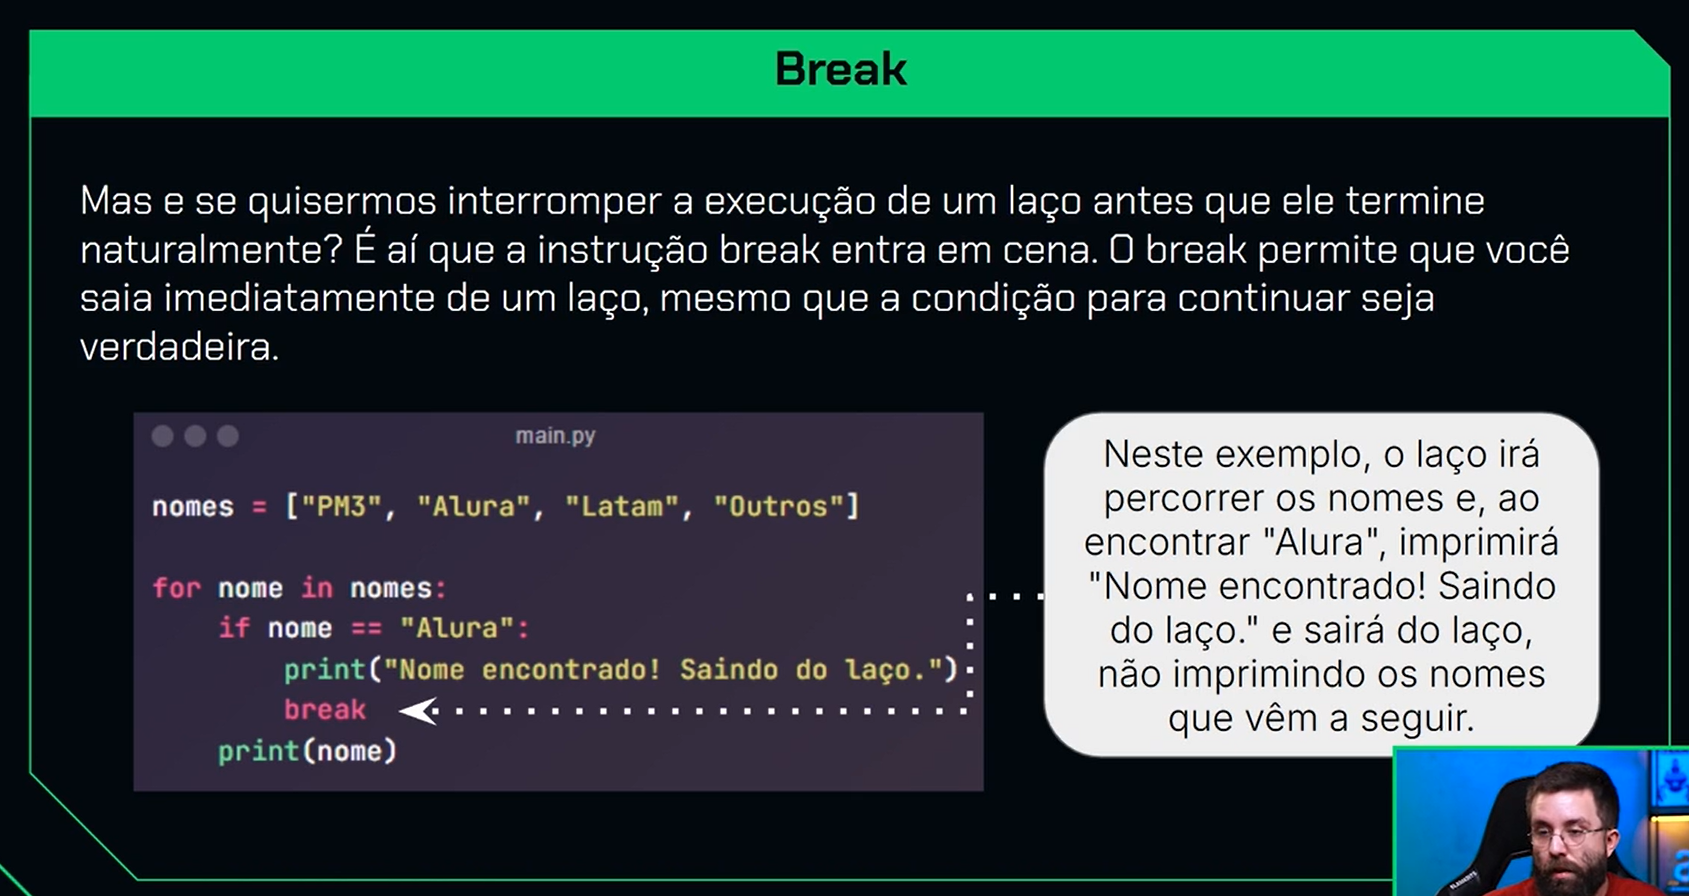 Break
Mas e se quisermos interromper a execução de um laço antes que ele termine
naturalmente? É aí que a instrução break entra em cena. O break permite que você
saia imediatamente de um laço, mesmo que a condição para continuar seja
verdadeira.
main.py
nomes = ["PM3", "Alura", "Latam", "Outros"]
for nome in nomes:
    if nome == "Alura":
        print("Nome encontrado! Saindo do laço.")
        break
    print(nome)
Neste exemplo, o laço irá
percorrer os nomes e, ao
encontrar "Alura", imprimirá
"Nome encontrado! Saindo
do laço." e sairá do laço,
não imprimindo os nomes
que vêm a seguir.